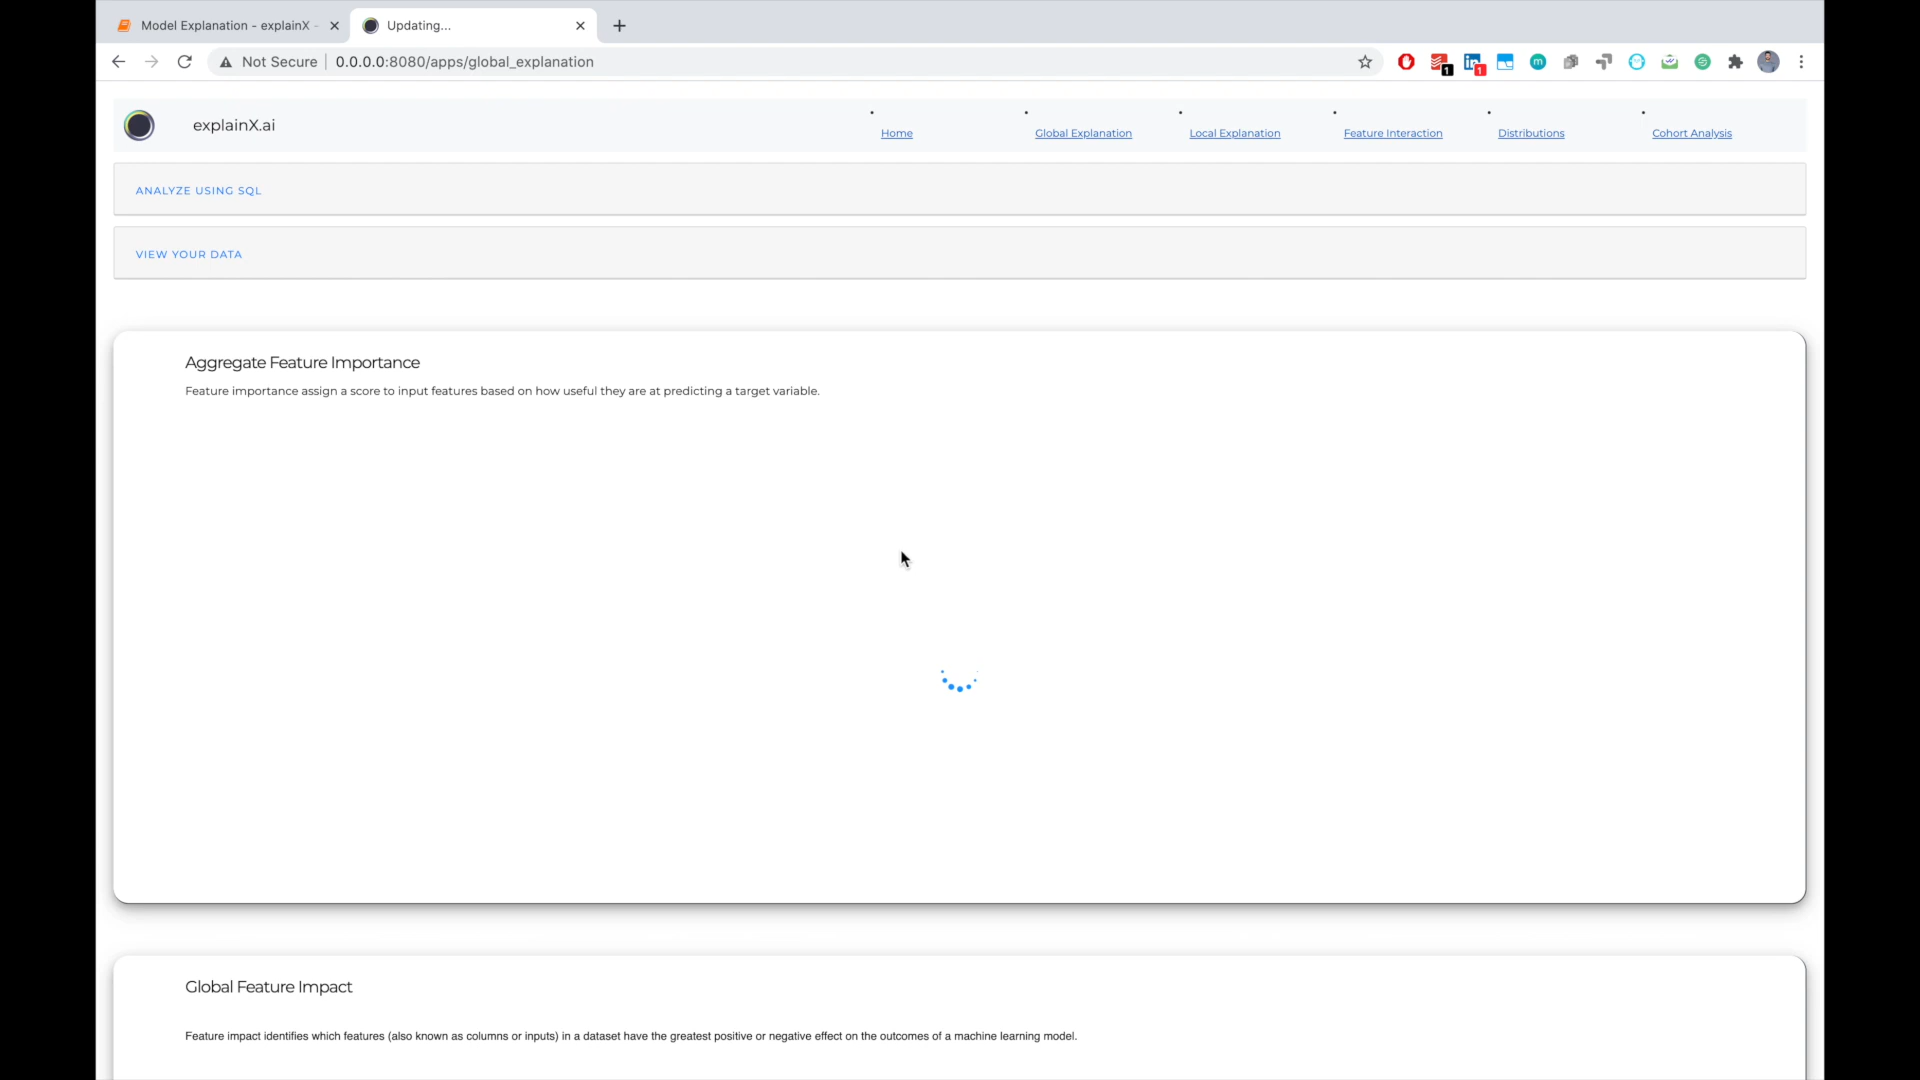 Model Explanation - explainX -
Updating...
Not Secure | 0.0.0.0:8080/apps/global_explanation
1
1
m
explainX.ai
Home
Global Explanation
Local Explanation
Feature Interaction
Distributions
Cohort Analysis
ANALYZE USING SQL
VIEW YOUR DATA
Aggregate Feature Importance
Feature importance assign a score to input features based on how useful they are at predicting a target variable.
Global Feature Impact
Feature impact identifies which features (also known as columns or inputs) in a dataset have the greatest positive or negative effect on the outcomes of a machine learning model.